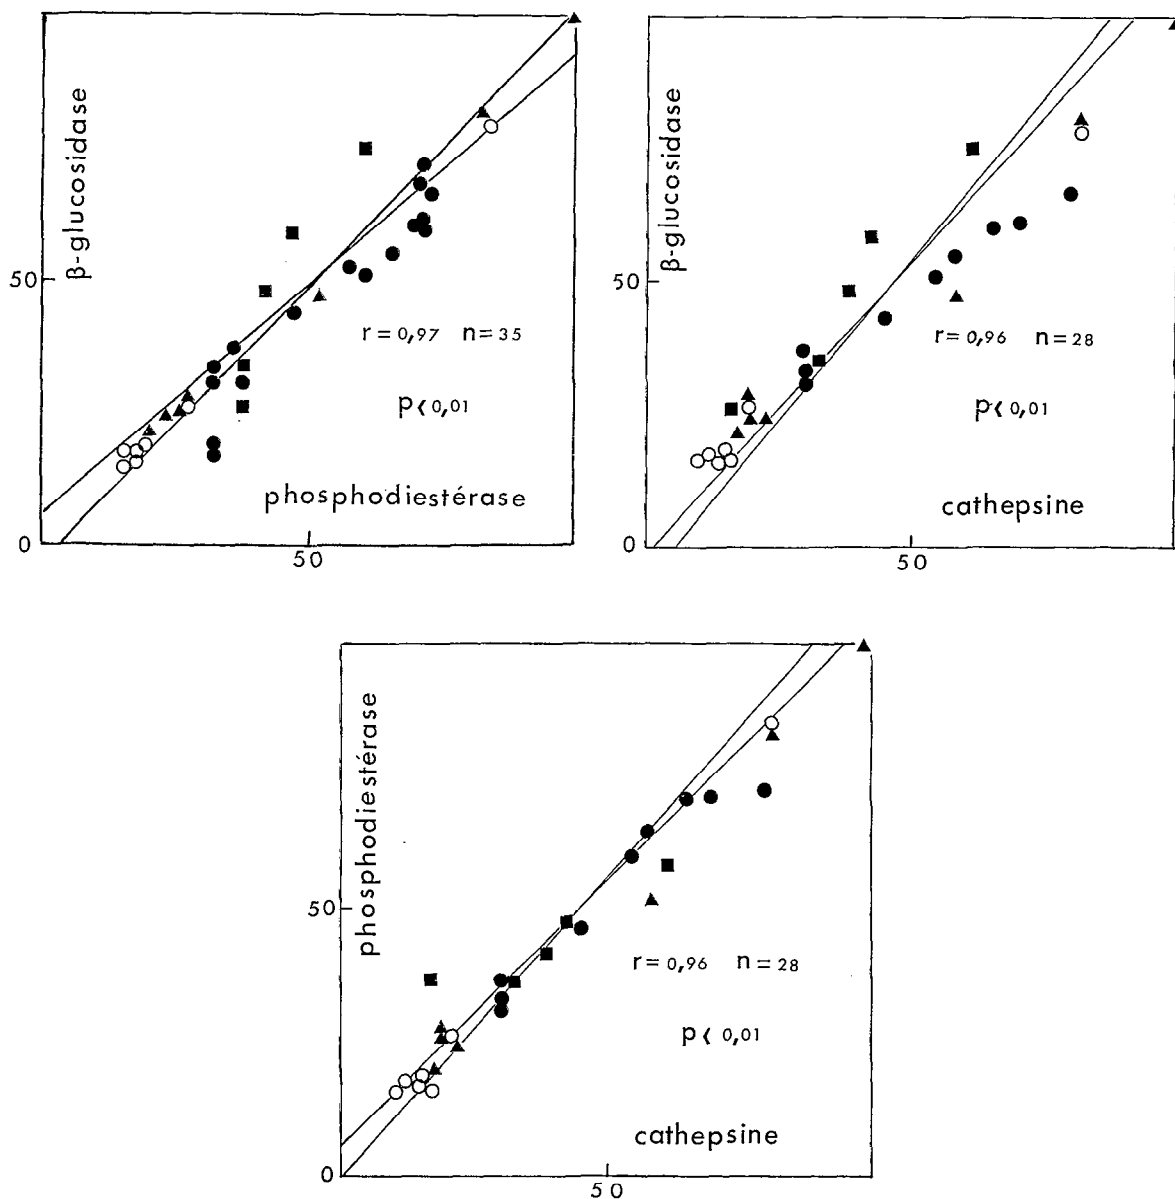 β-glucosidase
50
r=0,97 n=35
p<0,01
phosphodiestérase
0
50
β-glucosidase
50
r=0,96 n=28
p<0,01
cathepsine
0
50
phosphodiestérase
50
r=0,96 n=28
p<0,01
cathepsine
0
50